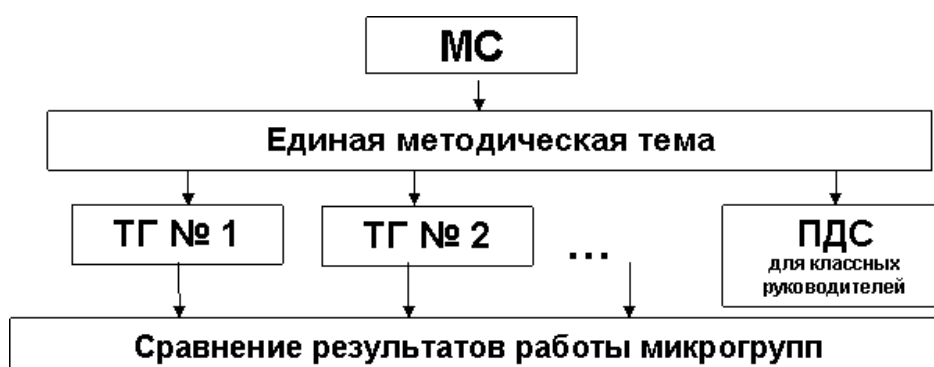 МС
Единая методическая тема
ТГ № 1
ТГ № 2
...
ПДС
для классных
руководителей
Сравнение результатов работы микрогрупп